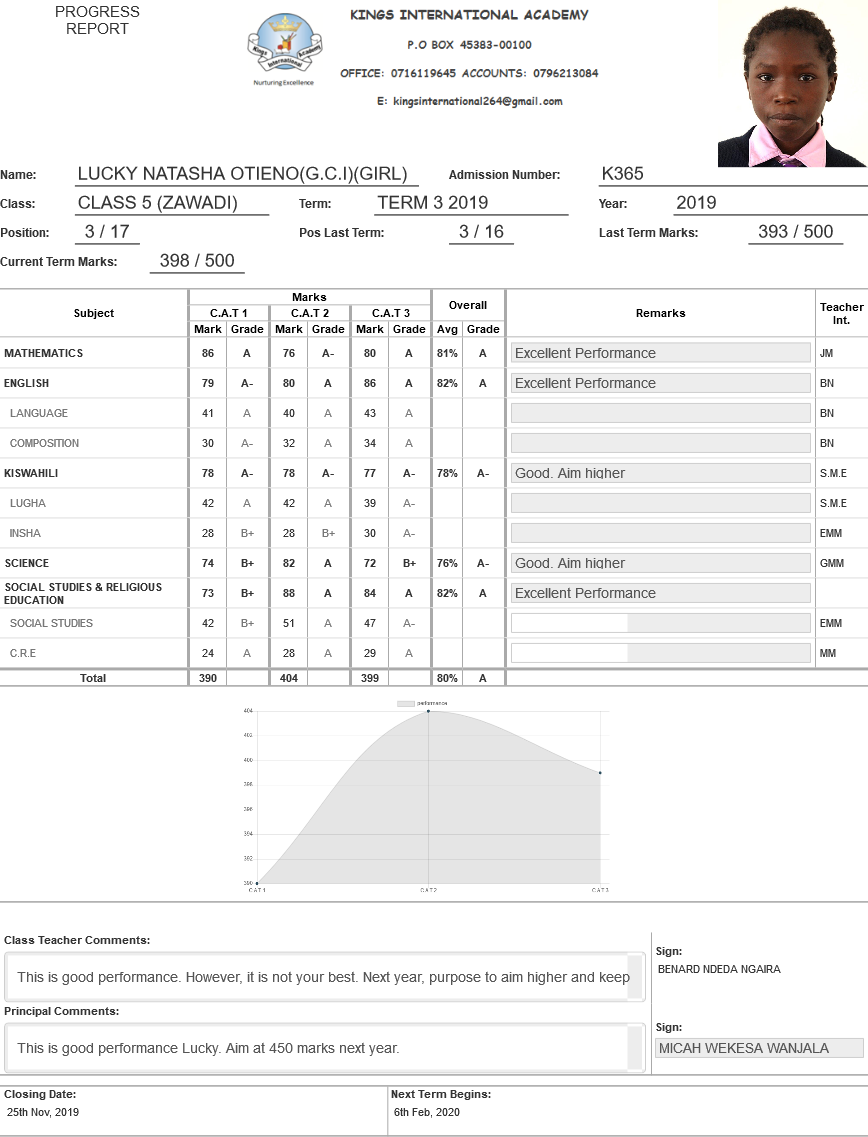 PROGRESS
REPORT
KINGS INTERNATIONAL ACADEMY
P.O BOX 45383-00100
OFFICE: 0716119645 ACCOUNTS: 0796213084
E: kingsinternational264@gmail.com
Kings Academy
International
Nurturing Excellence
Name: LUCKY NATASHA OTIENO(G.C.I)(GIRL) Admission Number: K365
Class: CLASS 5 (ZAWADI) Term: TERM 3 2019 Year: 2019
Position: 3 / 17 Pos Last Term: 3 / 16 Last Term Marks: 393 / 500
Current Term Marks: 398 / 500
Subject Marks Overall Remarks Teacher Int.
C.A.T 1 C.A.T 2 C.A.T 3
Mark Grade Mark Grade Mark Grade Avg Grade
MATHEMATICS 86 A 76 A- 80 A 81% A Excellent Performance JM
ENGLISH 79 A- 80 A 86 A 82% A Excellent Performance BN
LANGUAGE 41 A 40 A 43 A BN
COMPOSITION 30 A- 32 A 34 A BN
KISWAHILI 78 A- 78 A- 77 A- 78% A- Good. Aim higher S.M.E
LUGHA 42 A 42 A 39 A- S.M.E
INSHA 28 B+ 28 B+ 30 A- EMM
SCIENCE 74 B+ 82 A 72 B+ 76% A- Good. Aim higher GMM
SOCIAL STUDIES & RELIGIOUS
EDUCATION 73 B+ 88 A 84 A 82% A Excellent Performance
SOCIAL STUDIES 42 B+ 51 A 47 A- EMM
C.R.E 24 A 28 A 29 A MM
Total 390 404 399 80% A
performance
404
402
400
398
396
394
392
390
CAT1 CAT2 CAT3
Class Teacher Comments:
This is good performance. However, it is not your best. Next year, purpose to aim higher and keep
Sign:
BENARD NDEDA NGAIRA
Principal Comments:
This is good performance Lucky. Aim at 450 marks next year.
Sign:
MICAH WEKESA WANJALA
Closing Date: Next Term Begins:
25th Nov, 2019 6th Feb, 2020